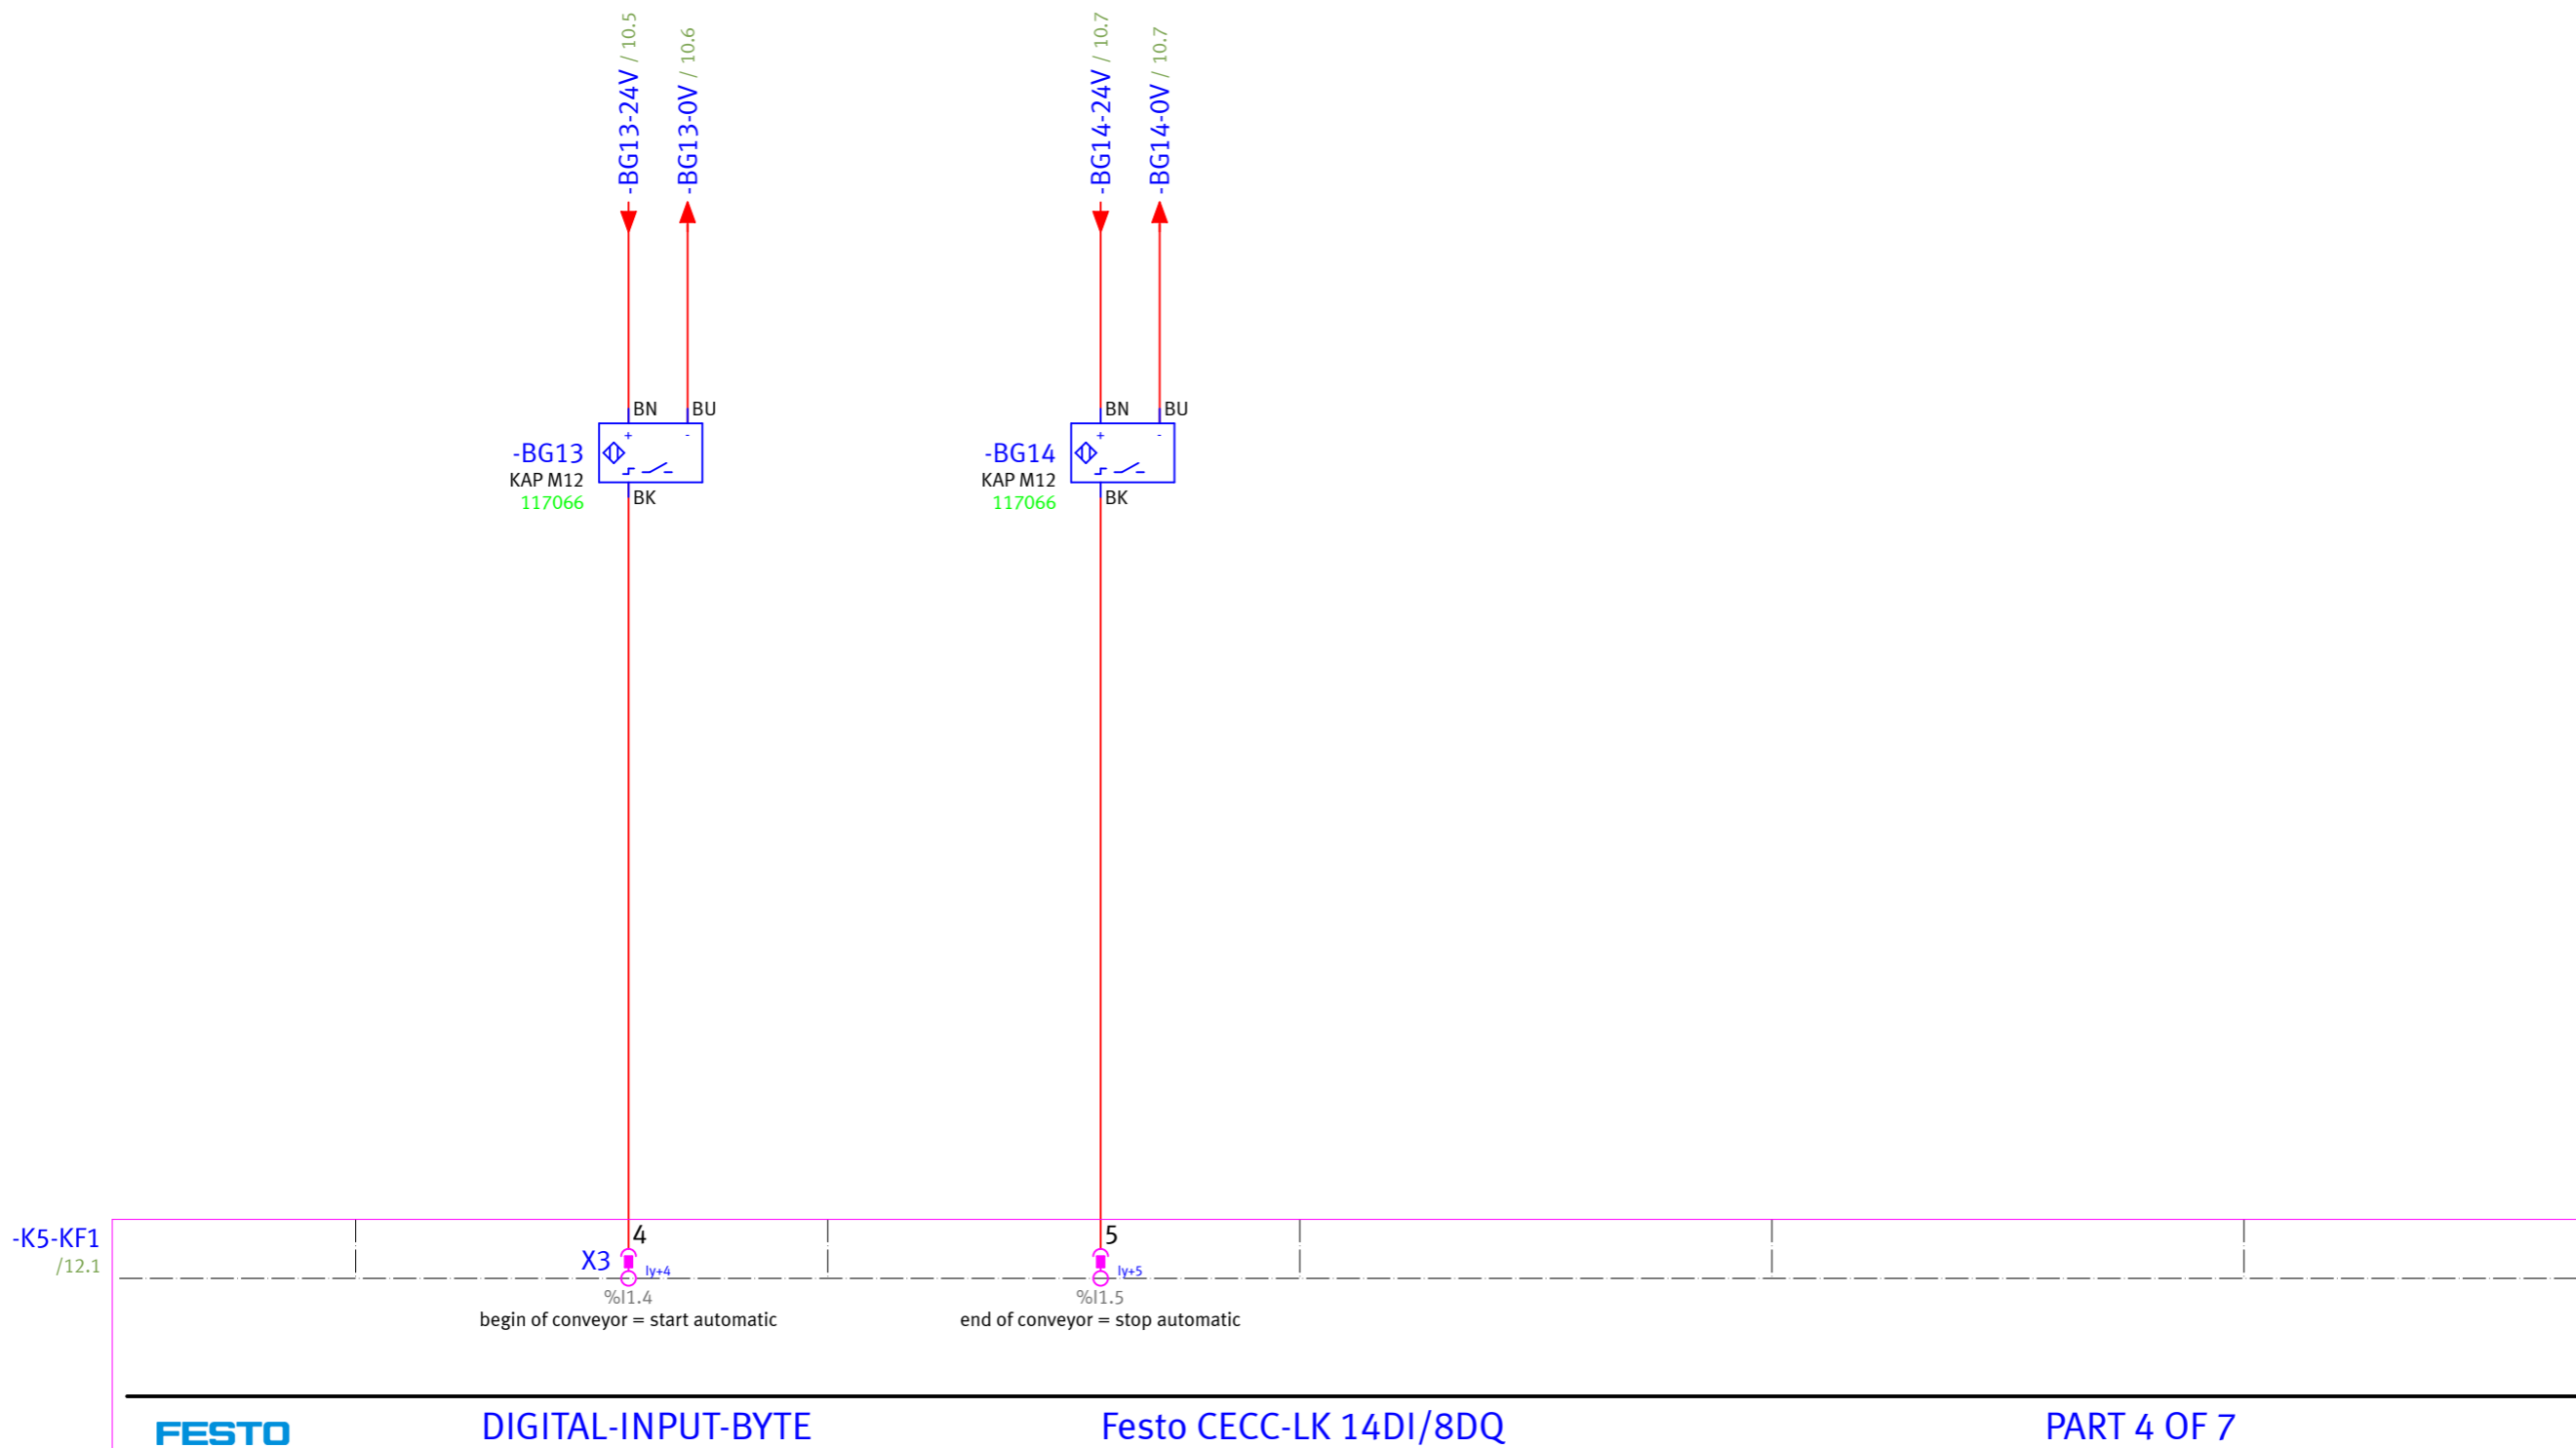 -BG13-24V / 10.5
-BG13-0V / 10.6
-BG14-24V / 10.7
-BG14-0V / 10.7
BN
BU
BN
BU
+
-
+
-
-BG13
KAP M12
117066
-BG14
KAP M12
117066
BK
BK
-K5-KF1
/12.1
4
5
X3
Iy+4
Iy+5
%I1.4
%I1.5
begin of conveyor = start automatic
end of conveyor = stop automatic
FESTO
DIGITAL-INPUT-BYTE
Festo CECC-LK 14DI/8DQ
PART 4 OF 7